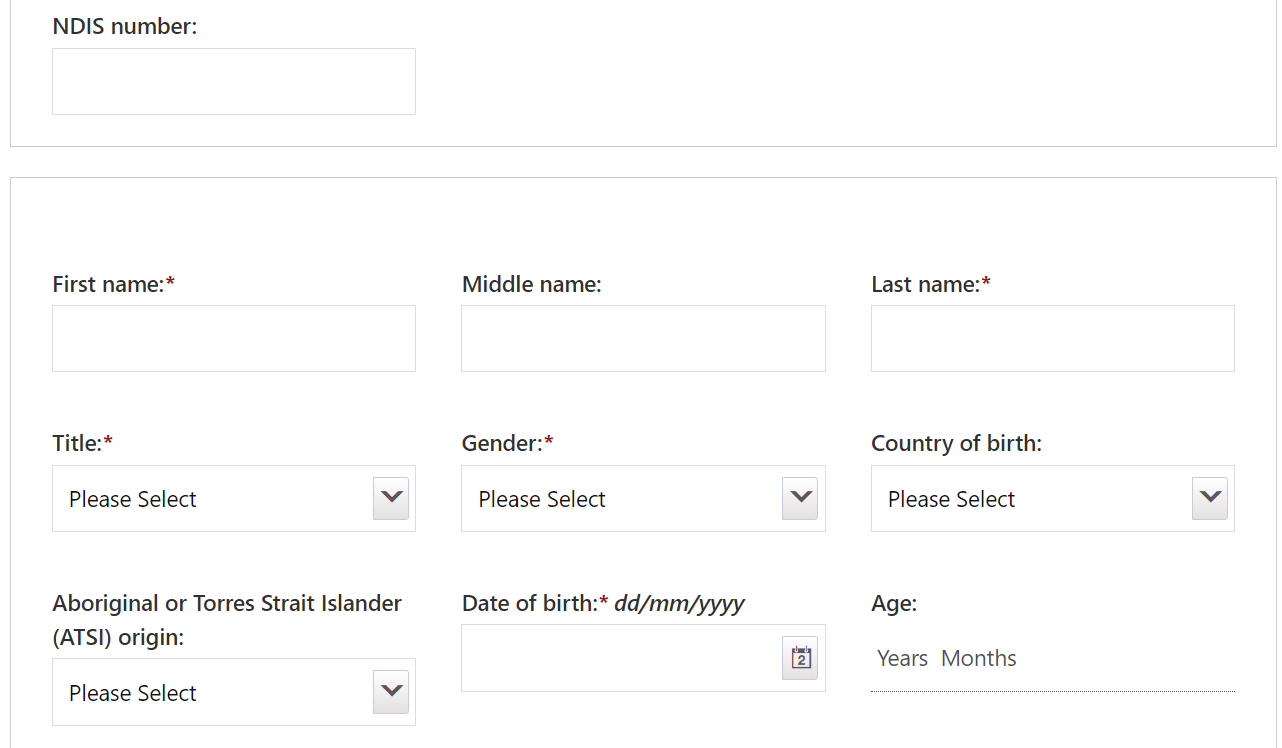 NDIS number:
First name:* Middle name: Last name:*
Title:* Gender:* Country of birth:
Please Select Please Select Please Select
Aboriginal or Torres Strait Islander
(ATSI) origin:
Please Select
Date of birth:* dd/mm/yyyy
2
Age:
Years Months